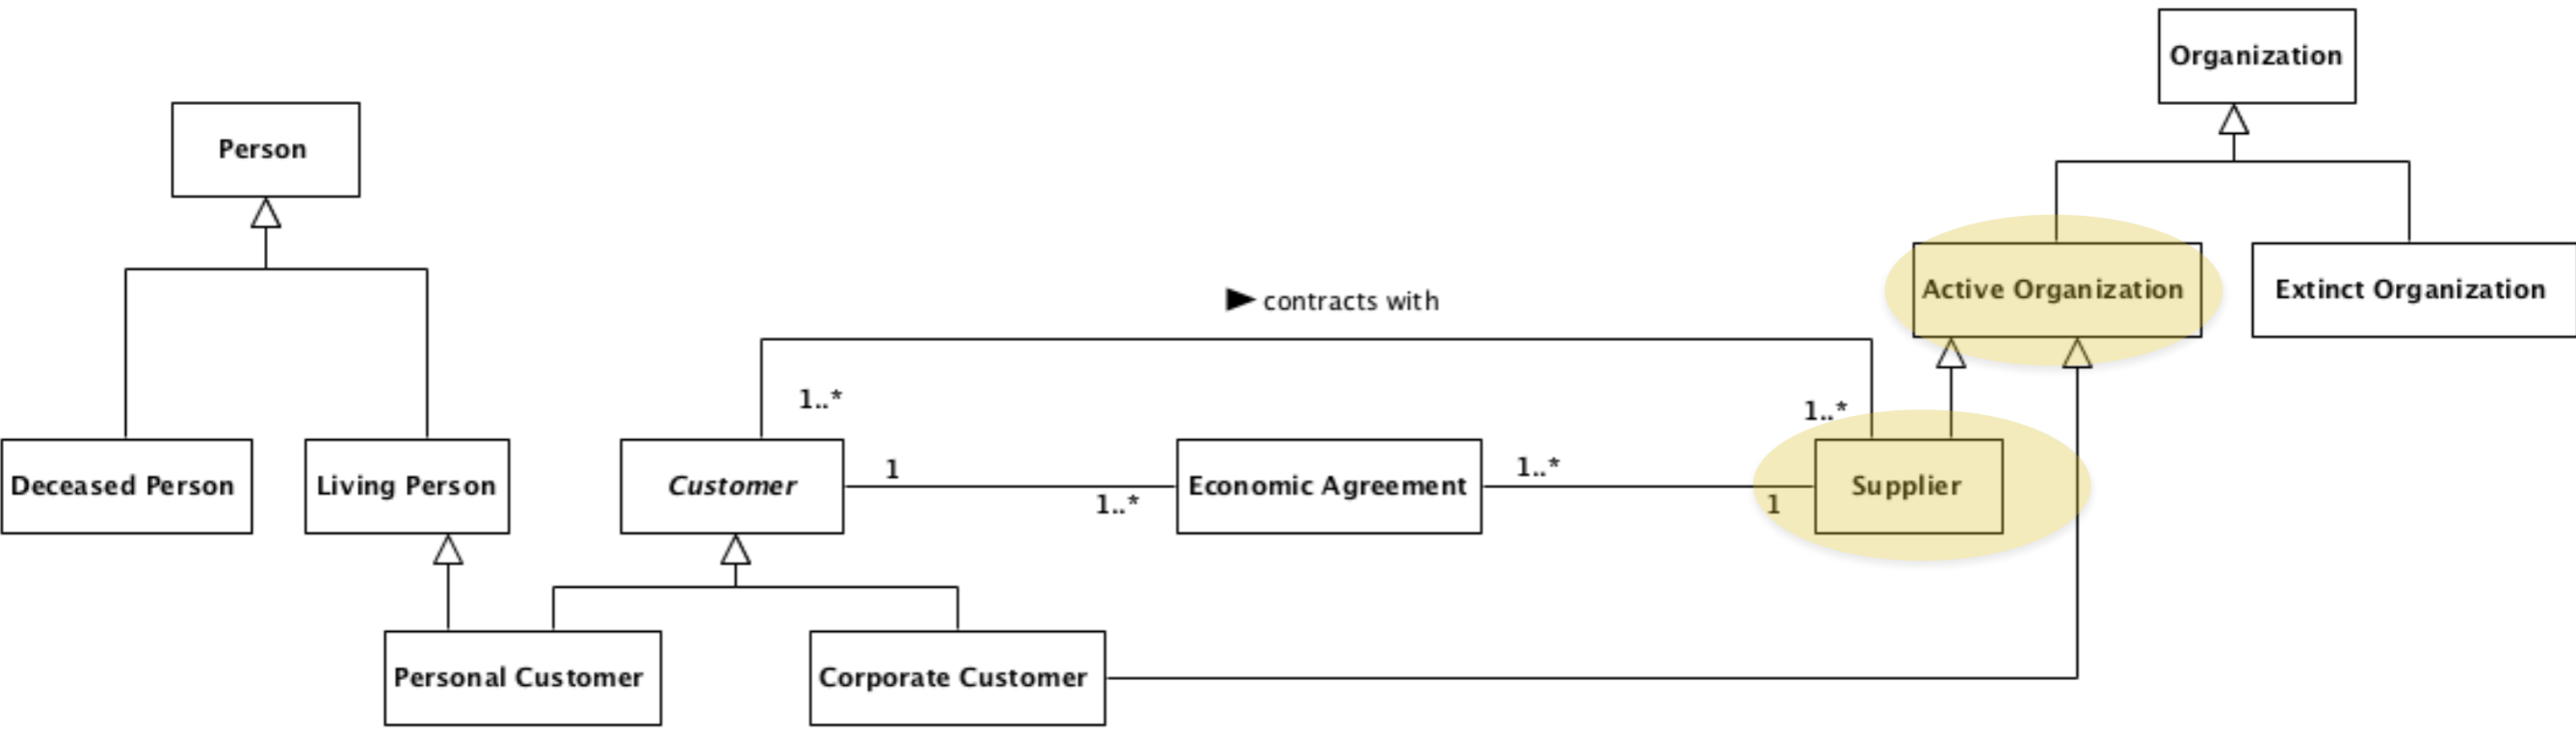 Organization
Person
Active Organization
Extinct Organization
► contracts with
1..*
1..*
Deceased Person
Living Person
Customer
1
1..*
Economic Agreement
1..*
1
Supplier
Personal Customer
Corporate Customer